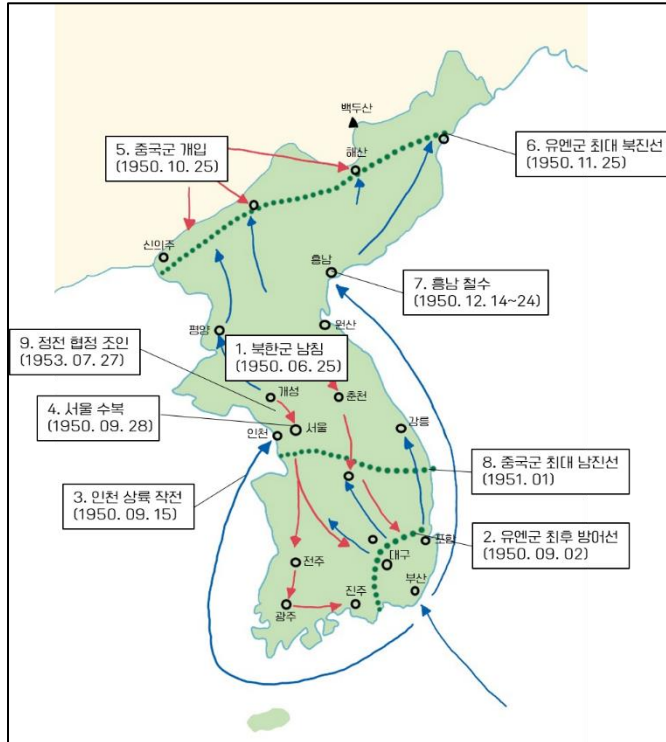 백두산
5. 중국군 개입
(1950. 10. 25)
6. 유엔군 최대 북진선
(1950. 11. 25)
해산
신의주
흥남
7. 흥남 철수
(1950. 12. 14~24)
평양
원산
9. 정전 협정 조인
(1953. 07. 27)
1. 북한군 남침
(1950. 06. 25)
개성
춘천
4. 서울 수복
(1950. 09. 28)
인천
서울
강릉
8. 중국군 최대 남진선
(1951. 01)
3. 인천 상륙 작전
(1950. 09. 15)
2. 유엔군 최후 방어선
(1950. 09. 02)
포항
대구
전주
부산
광주
진주